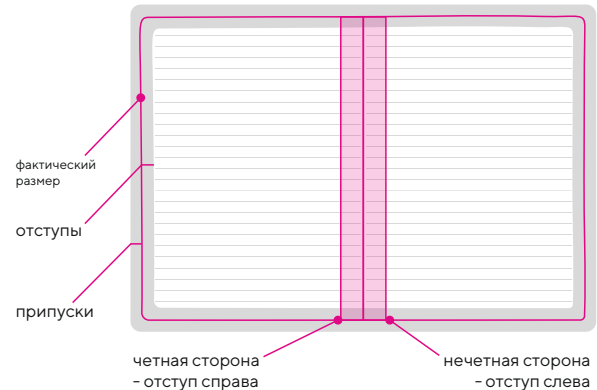 фактический
размер
отступы
припуски
четная сторона
- отступ справа
нечетная сторона
- отступ слева